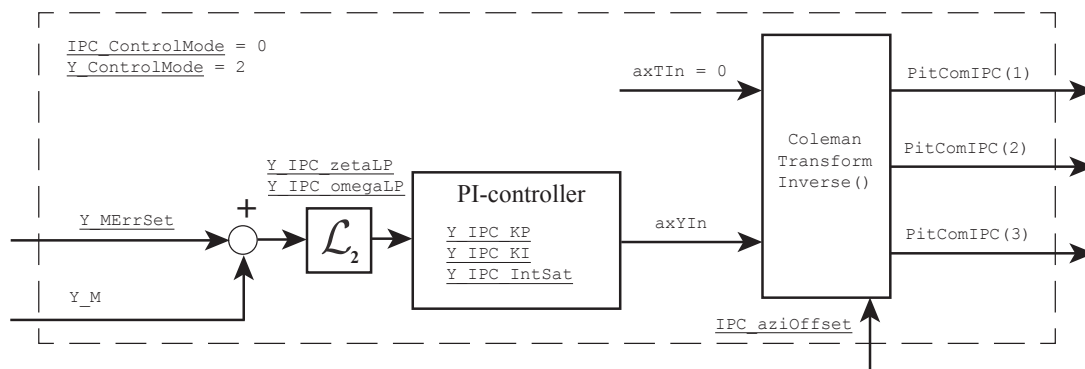 IPC_ControlMode = 0
Y_ControlMode = 2
axTIn = 0
PitComIPC(1)
Coleman
Transform
Inverse()
PitComIPC(2)
Y_IPC_zetaLP
Y_IPC_omegaLP
PI-controller
+
Y_MErrSet
ℒ2
Y_IPC_KP
Y_IPC_KI
Y_IPC_IntSat
axYIn
PitComIPC(3)
Y_M
IPC_aziOffset